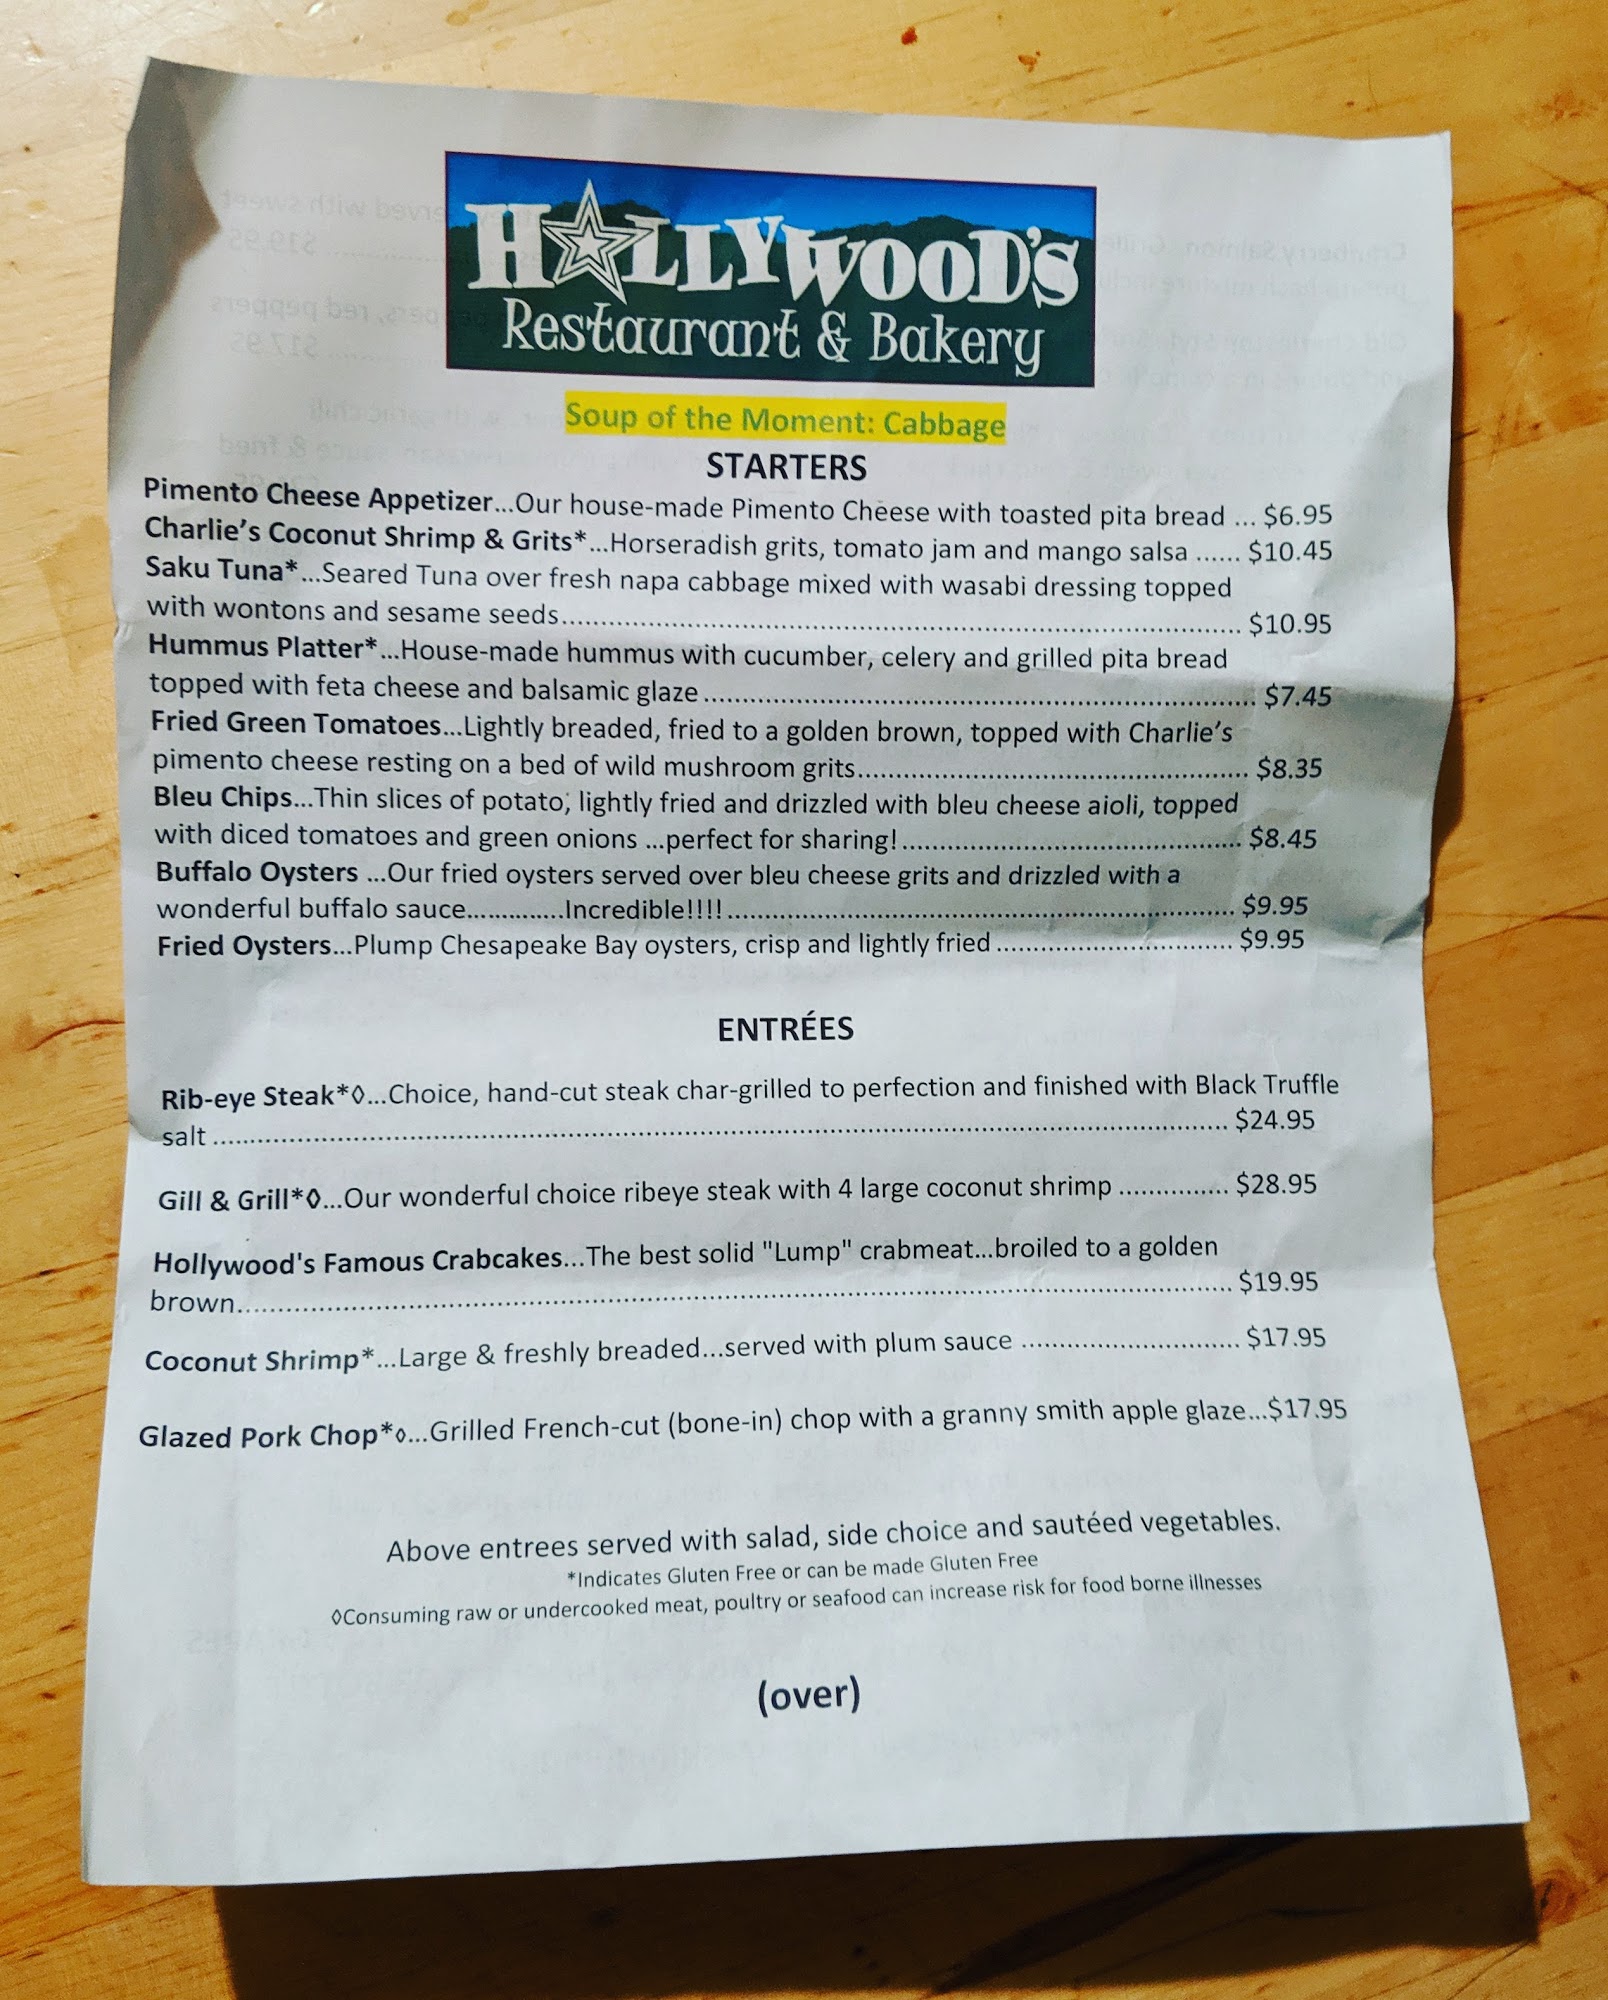 HOLLYWOOD'S
Restaurant & Bakery
Soup of the Moment: Cabbage
STARTERS
Pimento Cheese Appetizer...Our house-made Pimento Cheese with toasted pita bread ... $6.95
Charlie's Coconut Shrimp & Grits*...Horseradish grits, tomato jam and mango salsa ...... $10.45
Saku Tuna*...Seared Tuna over fresh napa cabbage mixed with wasabi dressing topped
with wontons and sesame seeds.................................................................................... $10.95
Hummus Platter*...House-made hummus with cucumber, celery and grilled pita bread
topped with feta cheese and balsamic glaze ...................................................................... $7.45
Fried Green Tomatoes...Lightly breaded, fried to a golden brown, topped with Charlie's
pimento cheese resting on a bed of wild mushroom grits................................................. $8.35
Bleu Chips...Thin slices of potato, lightly fried and drizzled with bleu cheese aioli, topped
with diced tomatoes and green onions ...perfect for sharing!........................................... $8.45
Buffalo Oysters ...Our fried oysters served over bleu cheese grits and drizzled with a
wonderful buffalo sauce..............Incredible!!!!................................................................ $9.95
Fried Oysters...Plump Chesapeake Bay oysters, crisp and lightly fried .............................. $9.95
ENTRÉES
Rib-eye Steak*◊...Choice, hand-cut steak char-grilled to perfection and finished with Black Truffle
salt ................................................................................................................................ $24.95
Gill & Grill*◊...Our wonderful choice ribeye steak with 4 large coconut shrimp ............... $28.95
Hollywood's Famous Crabcakes...The best solid "Lump" crabmeat...broiled to a golden
brown............................................................................................................................. $19.95
Coconut Shrimp*...Large & freshly breaded...served with plum sauce ............................ $17.95
Glazed Pork Chop*◊...Grilled French-cut (bone-in) chop with a granny smith apple glaze...$17.95
Above entrees served with salad, side choice and sautéed vegetables.
*Indicates Gluten Free or can be made Gluten Free
◊Consuming raw or undercooked meat, poultry or seafood can increase risk for food borne illnesses
(over)